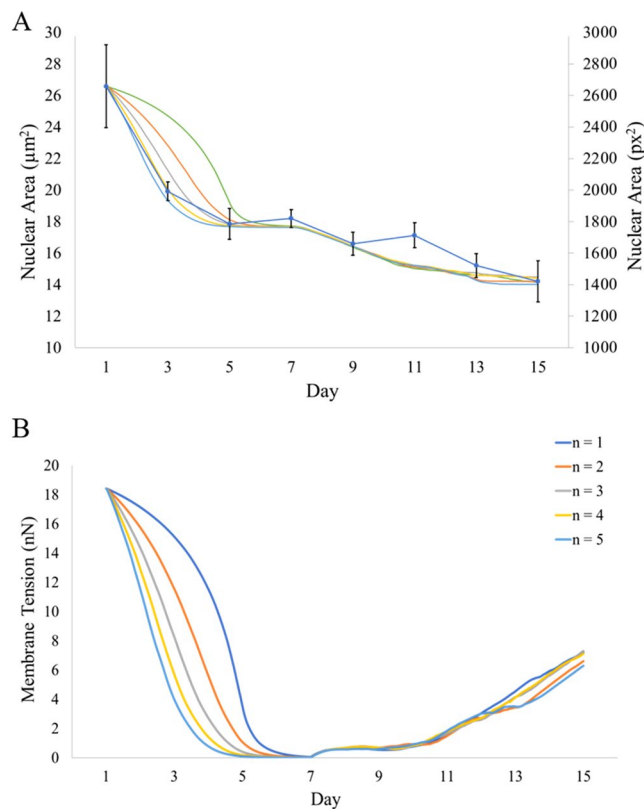 A
30
28
26
24
22
20
18
16
14
12
10
Nuclear Area (µm²)
3000
2800
2600
2400
2200
2000
1800
1600
1400
1200
1000
Nuclear Area (px²)
1 3 5 7 9 11 13 15
Day
B
n = 1
n = 2
n = 3
n = 4
n = 5
20
18
16
14
12
10
8
6
4
2
0
Membrane Tension (nN)
1 3 5 7 9 11 13 15
Day